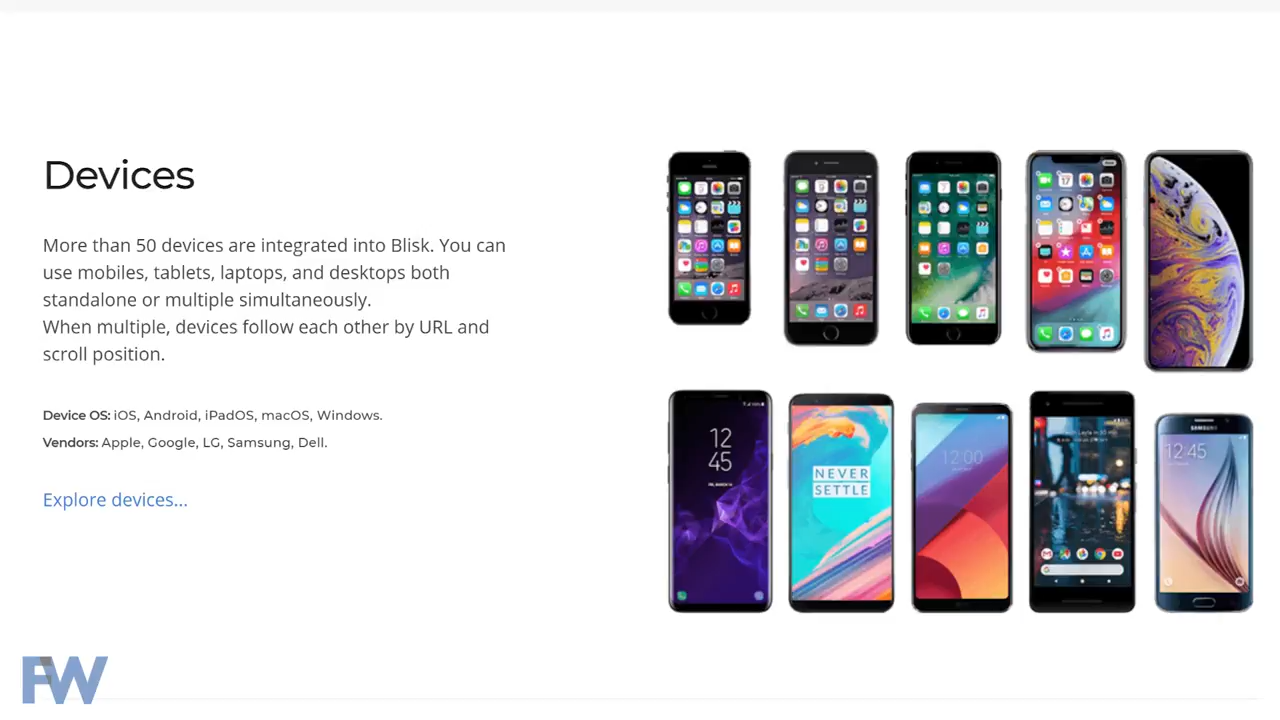 Devices
More than 50 devices are integrated into Blisk. You can
use mobiles, tablets, laptops, and desktops both
standalone or multiple simultaneously.
When multiple, devices follow each other by URL and
scroll position.
Device OS: iOS, Android, iPadOS, macOS, Windows.
Vendors: Apple, Google, LG, Samsung, Dell.
Explore devices...
12
45
NEVER
SETTLE
12:00
SAMSUNG
12:45
FW